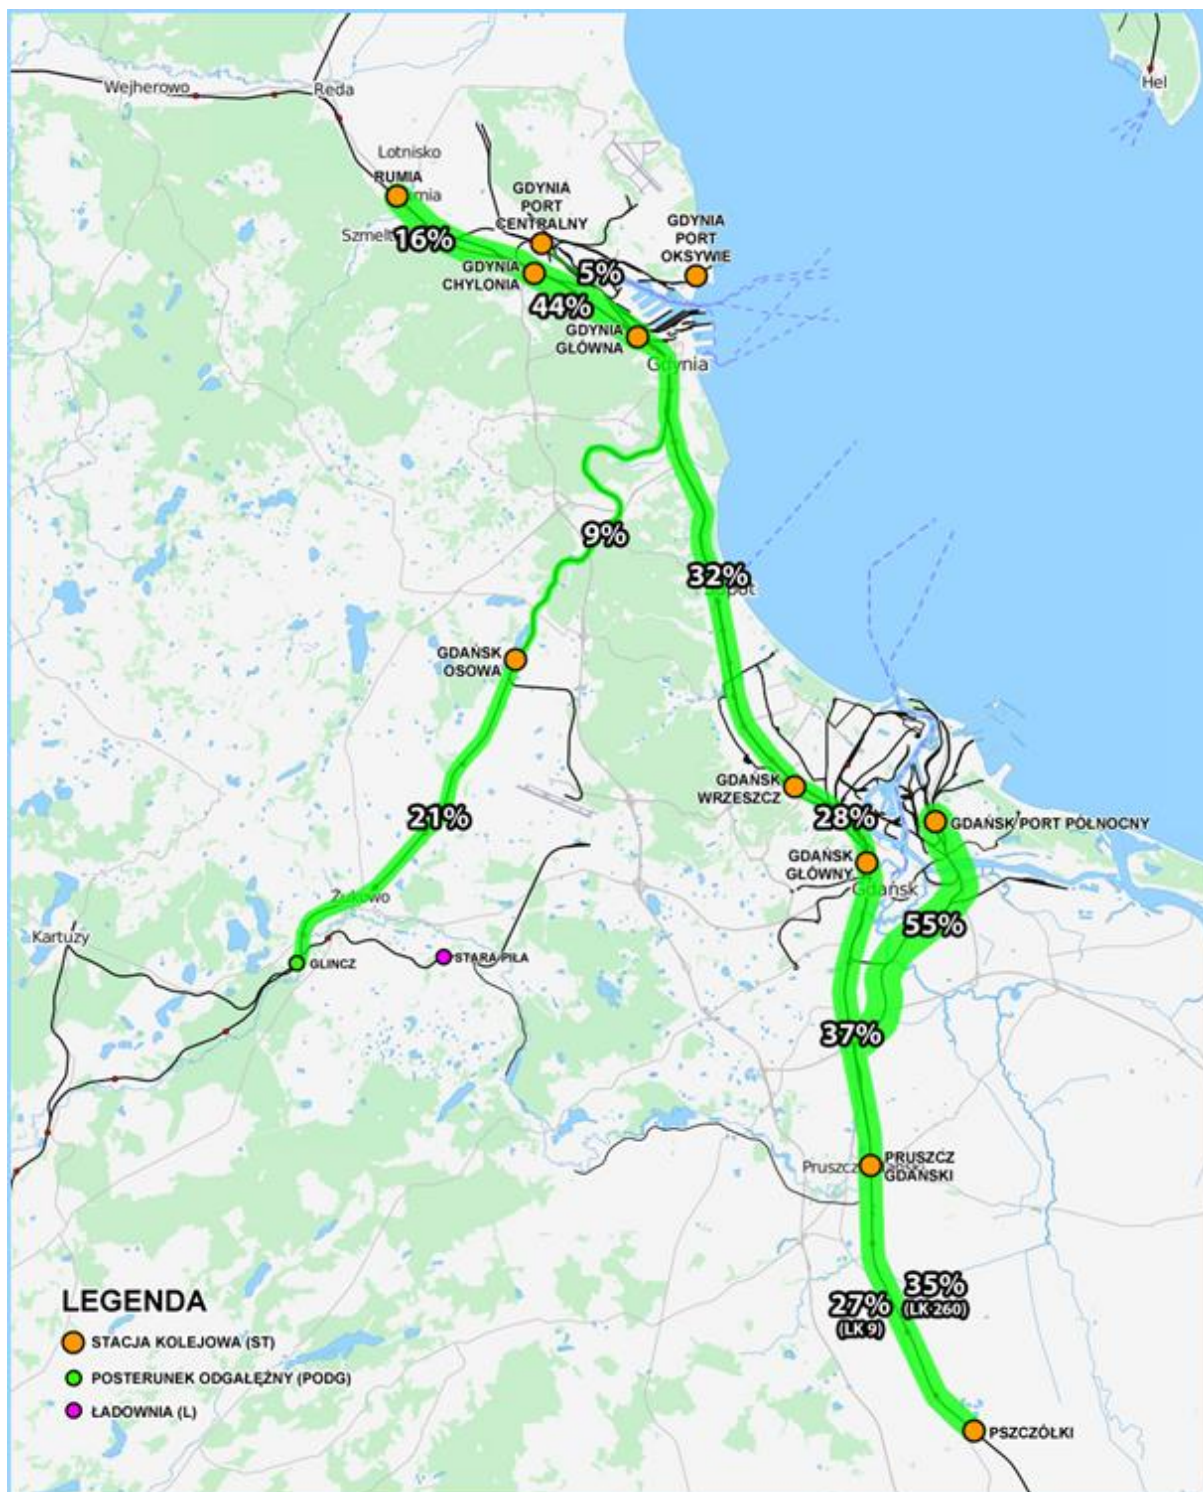 Hel
Wejherowo
Reda
Lotnisko
RUMIA
mia
GDYNIA
PORT
CENTRALNY
GDYNIA
PORT
OKSYWIE
Szmelt
16%
GDYNIA
CHYLONIA
5%
44%
GDYNIA
GŁÓWNA
Gdynia
9%
32%
GDAŃSK
OSOWA
GDAŃSK
WRZESZCZ
21%
28%
GDAŃSK PORT PÓŁNOCNY
GDAŃSK
GŁÓWNY
Gdańsk
Żukowo
55%
Kartuzy
GLINCZ
STARA PIŁA
37%
Pruszcz
PRUSZCZ
GDAŃSKI
27%
(LK 9)
35%
(LK 260)
LEGENDA
STACJA KOLEJOWA (ST)
POSTERUNEK ODGAŁĘŹNY (PODG)
ŁADOWNIA (L)
PSZCZÓŁKI